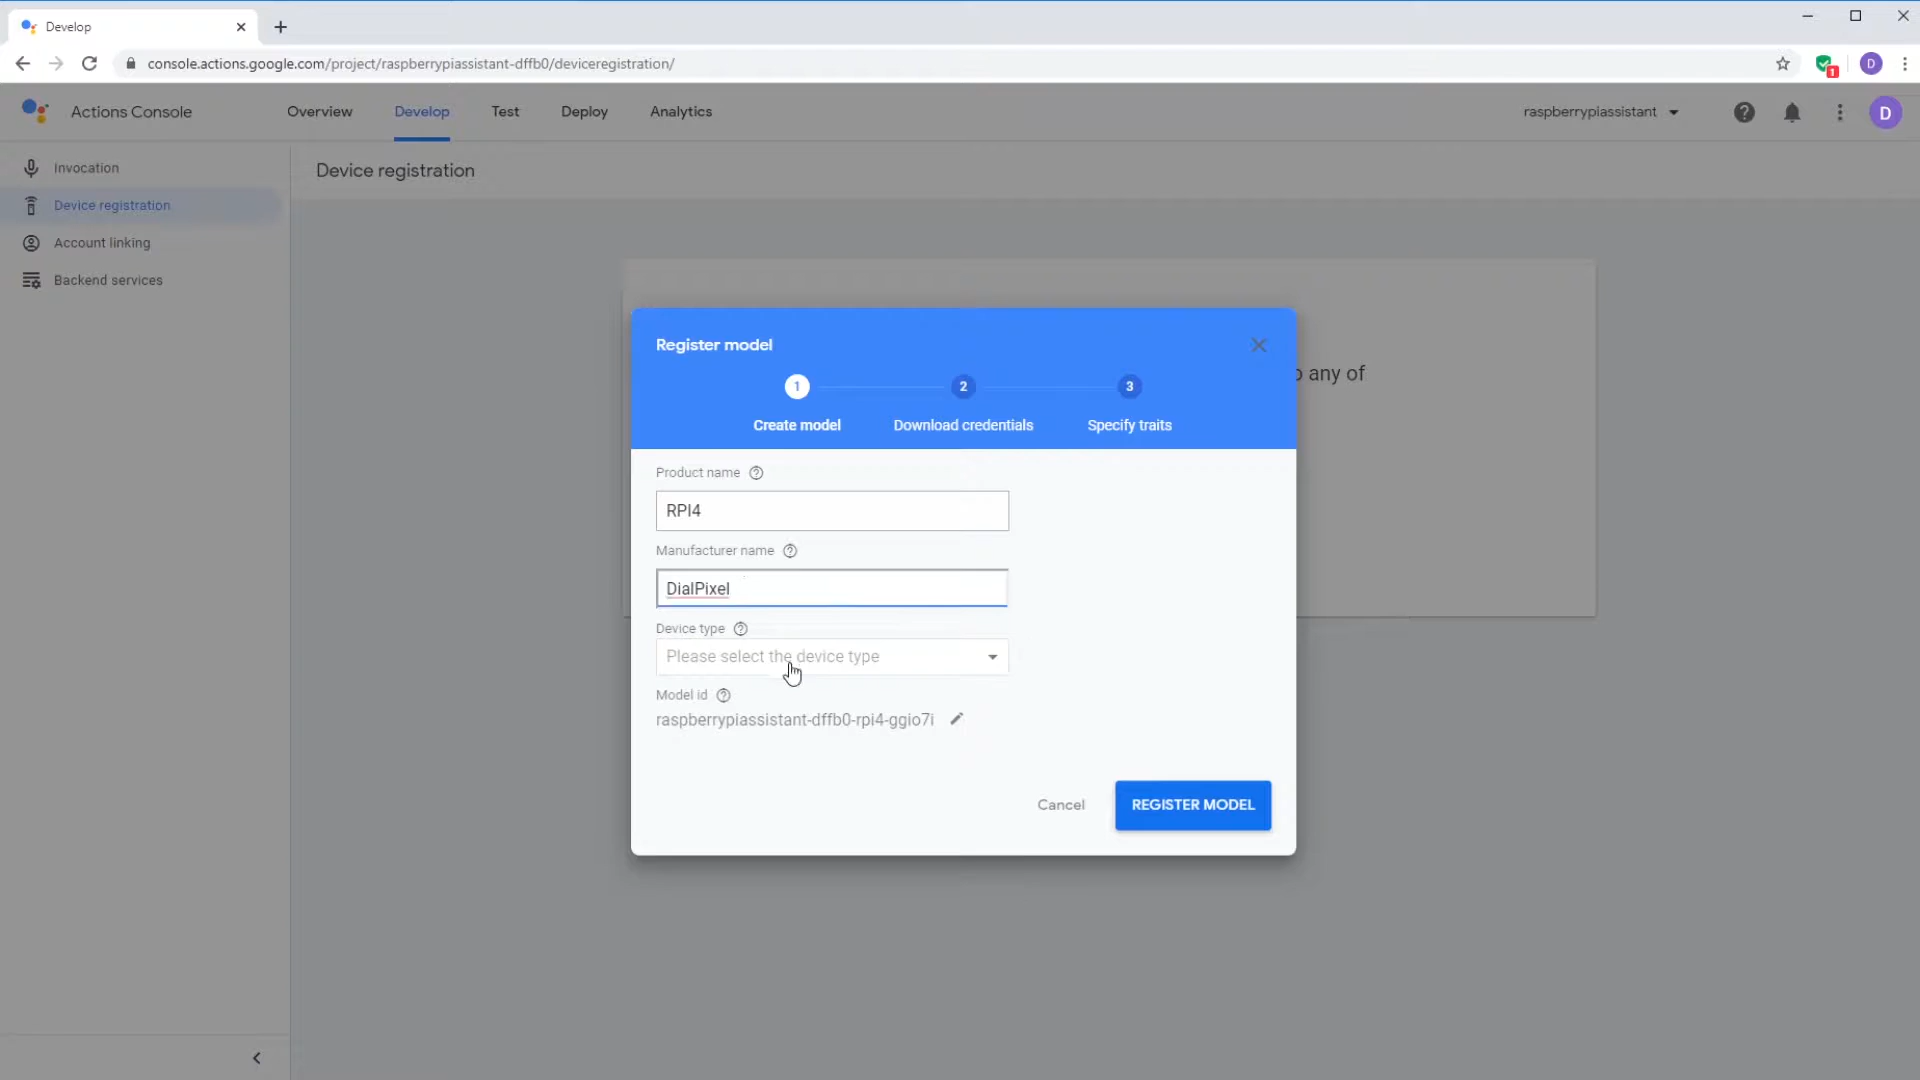 Develop
console.actions.google.com/project/raspberrypiassistant-dffb0/deviceregistration/
1
D
Actions Console
Overview
Develop
Test
Deploy
Analytics
raspberrypiassistant
D
Invocation
Device registration
Account linking
Backend services
Device registration
any of
Register model
1
2
3
Create model
Download credentials
Specify traits
Product name
RPI4
Manufacturer name
DialPixel
Device type
Please select the device type
Model id
raspberrypiassistant-dffb0-rpi4-ggio7i
Cancel
REGISTER MODEL